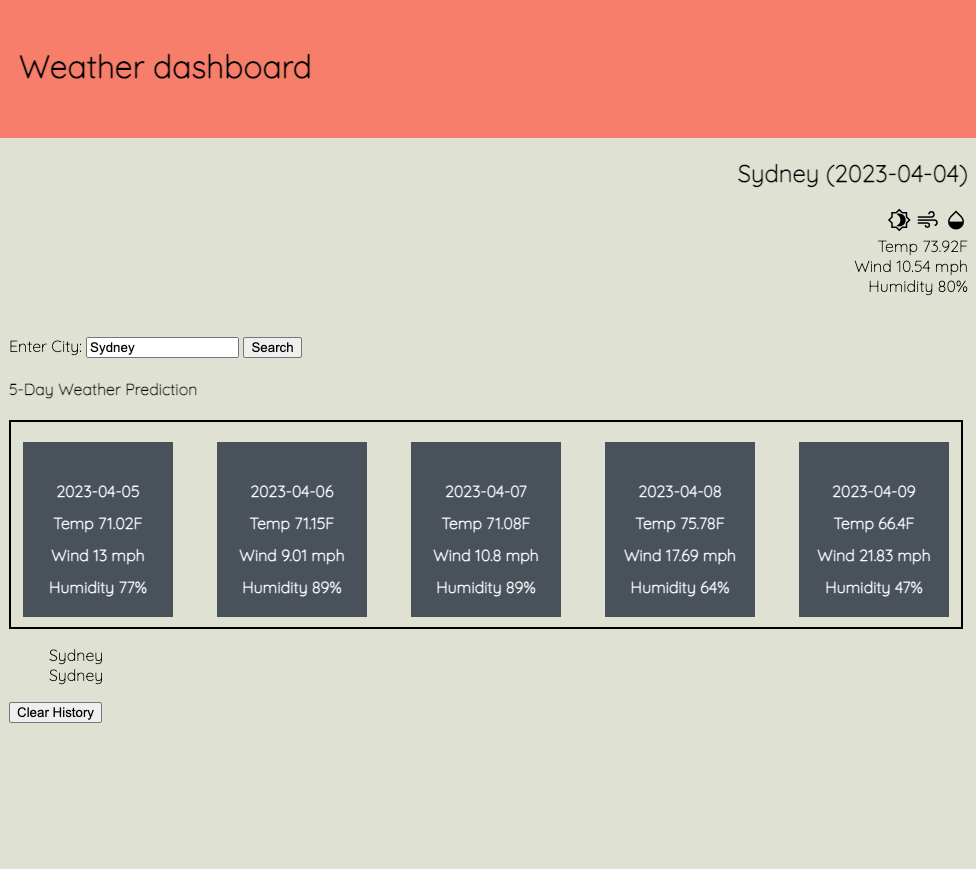 Weather dashboard
Sydney (2023-04-04)
Temp 73.92F
Wind 10.54 mph
Humidity 80%
Enter City: Sydney Search
5-Day Weather Prediction
2023-04-05
Temp 71.02F
Wind 13 mph
Humidity 77%
2023-04-06
Temp 71.15F
Wind 9.01 mph
Humidity 89%
2023-04-07
Temp 71.08F
Wind 10.8 mph
Humidity 89%
2023-04-08
Temp 75.78F
Wind 17.69 mph
Humidity 64%
2023-04-09
Temp 66.4F
Wind 21.83 mph
Humidity 47%
Sydney
Sydney
Clear History